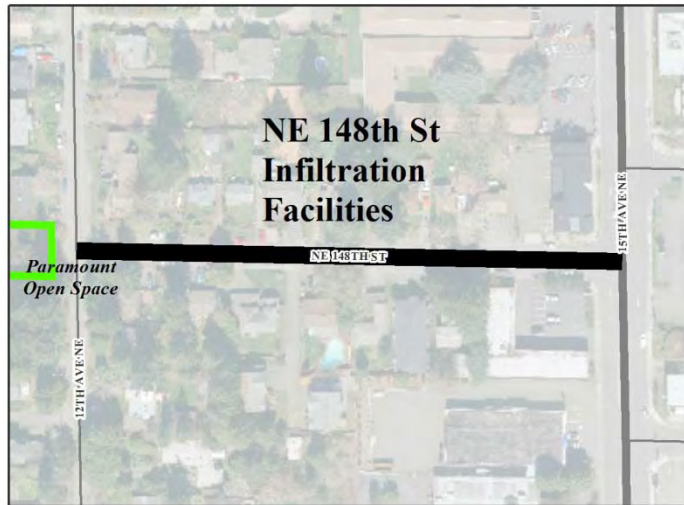 NE 148th St
Infiltration
Facilities
15TH AVE NE
NE 148TH ST
Paramount
Open Space
12TH AVE NE